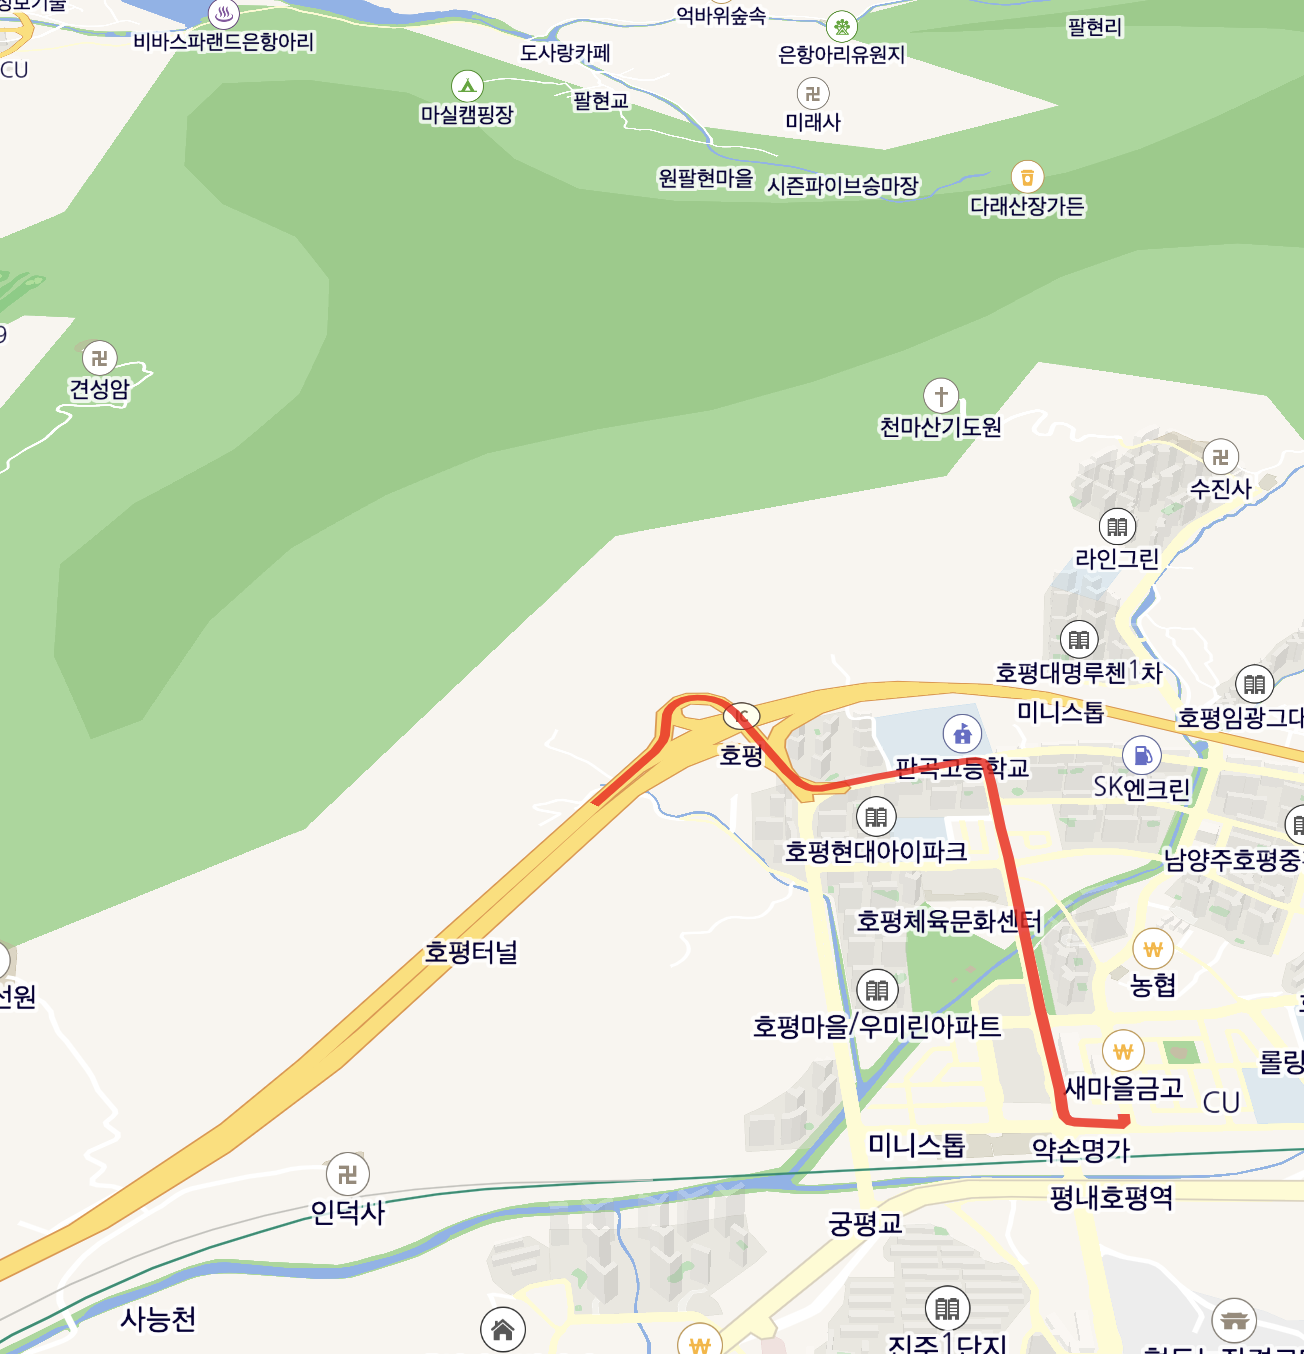 억바위숲속
팔현리
비바스파랜드은항아리
도사랑카페
은항아리유원지
CU
팔현교
마실캠핑장
미래사
원팔현마을
시즌파이브승마장
다래산장가든
9
견성암
천마산기도원
수진사
라인그린
호평대명루첸1차
미니스톱
호평임광그대
IC
호평
판곡고등학교
SK엔크린
호평현대아이파크
남양주호평중
호평체육문화센터
호평터널
농협
선원
호평마을/우미린아파트
롤링
새마을금고
CU
미니스톱
약손명가
평내호평역
인덕사
궁평교
사능천
진주1단지